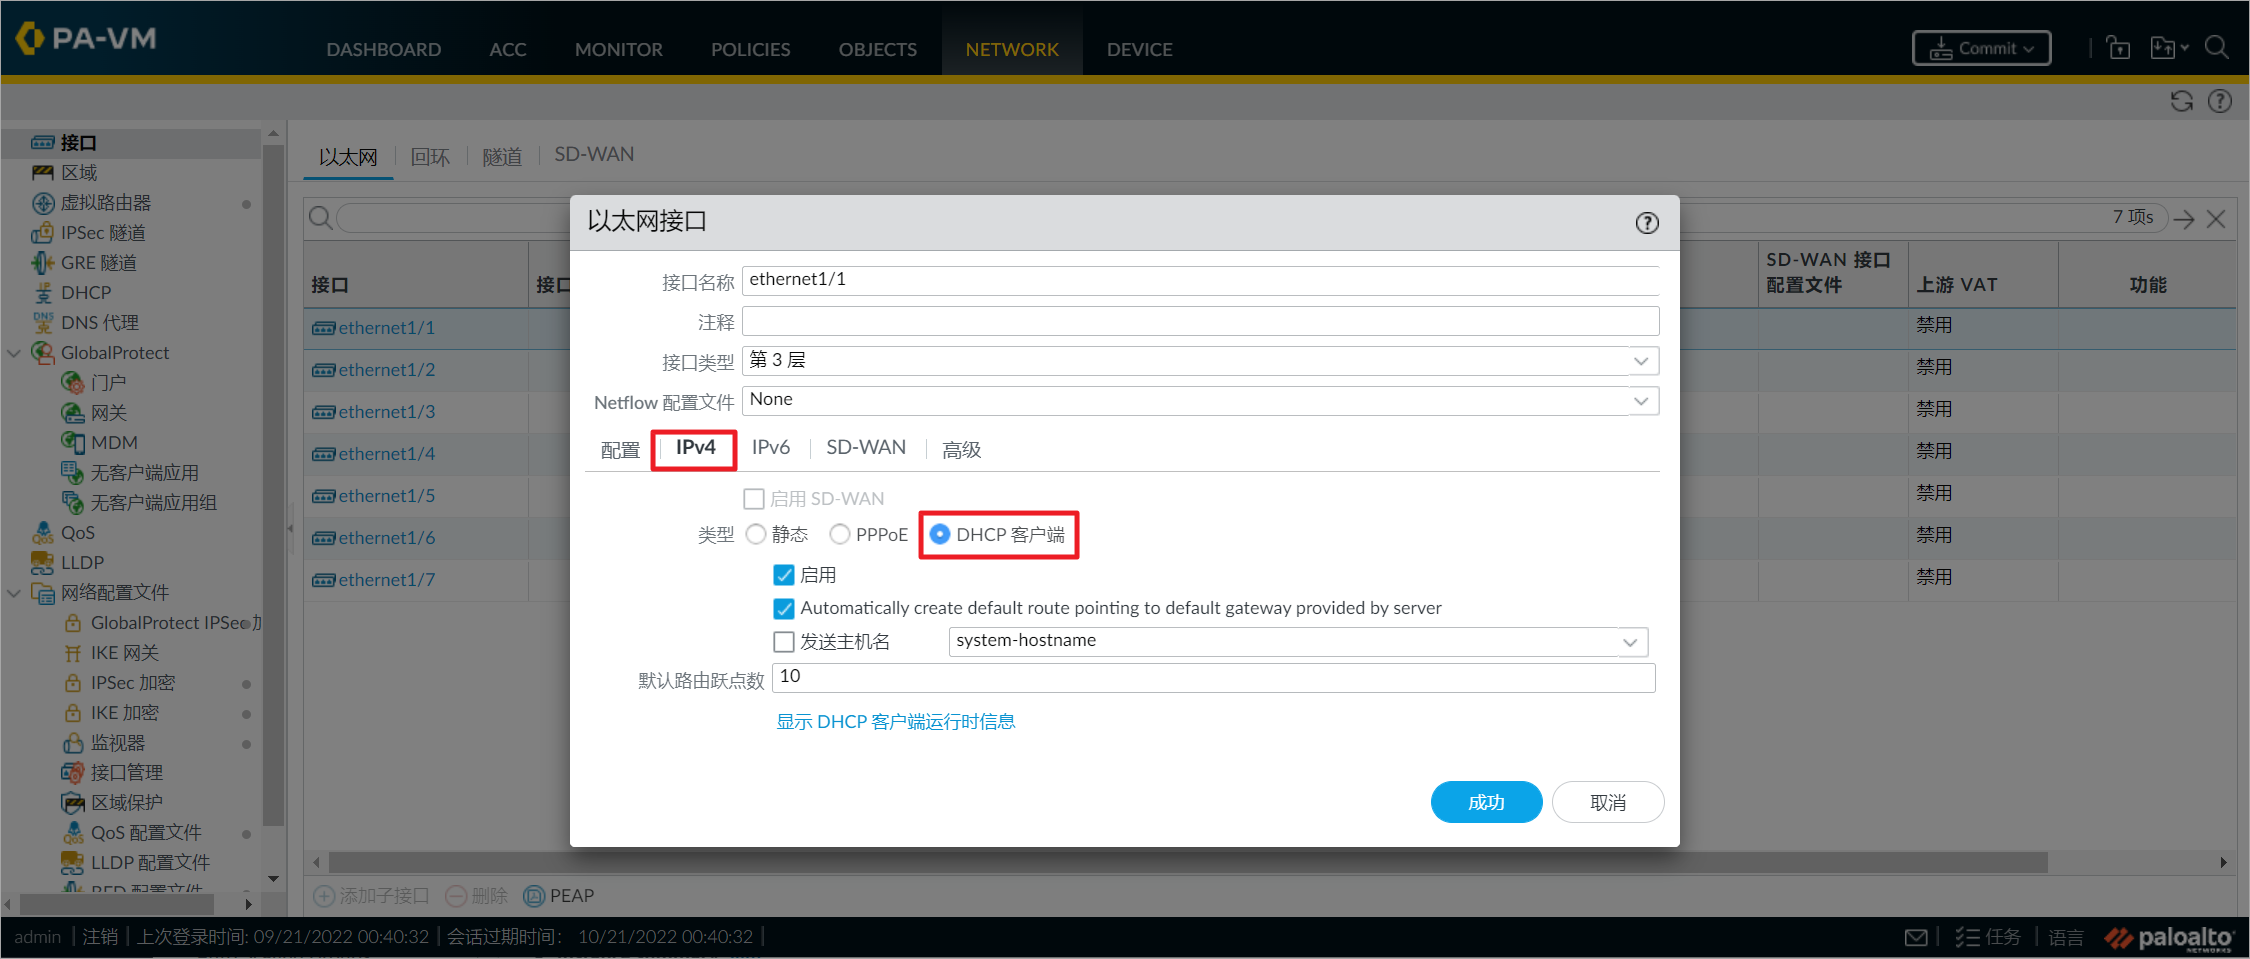 PA-VM
DASHBOARD
ACC
MONITOR
POLICIES
OBJECTS
NETWORK
DEVICE
Commit
接口
区域
虚拟路由器
IPSec 隧道
GRE 隧道
DHCP
DNS 代理
GlobalProtect
门户
网关
MDM
无客户端应用
无客户端应用组
QoS
LLDP
网络配置文件
GlobalProtect IPSec 加
IKE 网关
IPSec 加密
IKE 加密
监视器
接口管理
区域保护
QoS 配置文件
LLDP 配置文件
BFD 配置文件
以太网
回环
隧道
SD-WAN
7 项s
接口
接口
SD-WAN 接口
配置文件
上游 VAT
功能
ethernet1/1
禁用
ethernet1/2
禁用
ethernet1/3
禁用
ethernet1/4
禁用
ethernet1/5
禁用
ethernet1/6
禁用
ethernet1/7
禁用
以太网接口
接口名称 ethernet1/1
注释
接口类型 第 3 层
Netflow 配置文件 None
配置
IPv4
IPv6
SD-WAN
高级
启用 SD-WAN
类型 静态 PPPoE DHCP 客户端
启用
Automatically create default route pointing to default gateway provided by server
发送主机名 system-hostname
默认路由跃点数 10
显示 DHCP 客户端运行时信息
成功
取消
添加子接口
删除
PEAP
admin
注销
上次登录时间: 09/21/2022 00:40:32
会话过期时间: 10/21/2022 00:40:32
任务
语言
paloalto
NETWORKS